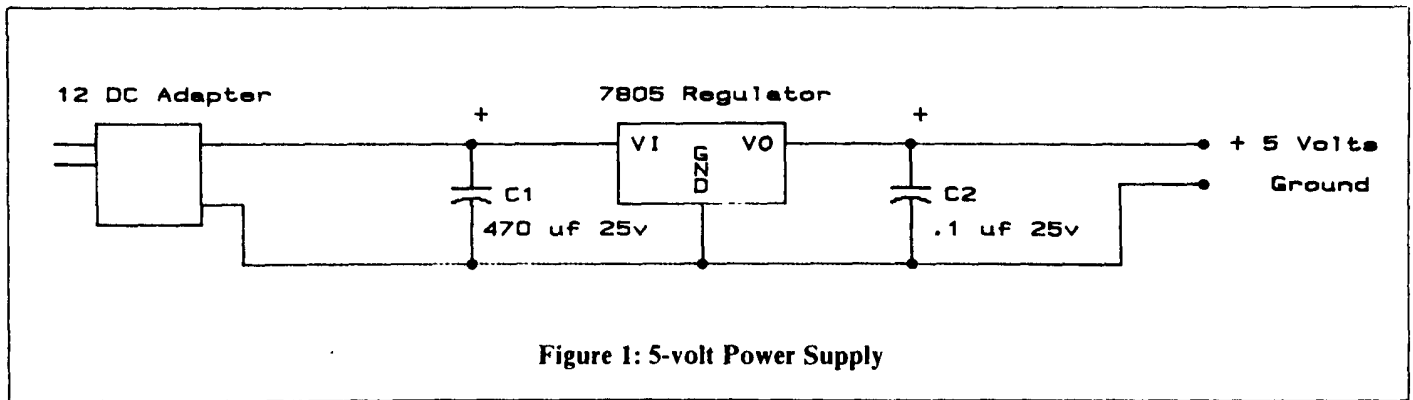 12 DC Adapter
7805 Regulator
+
+
VI
VO
GND
+ 5 Volts
Ground
C1
470 uf 25v
C2
.1 uf 25v
Figure 1: 5-volt Power Supply